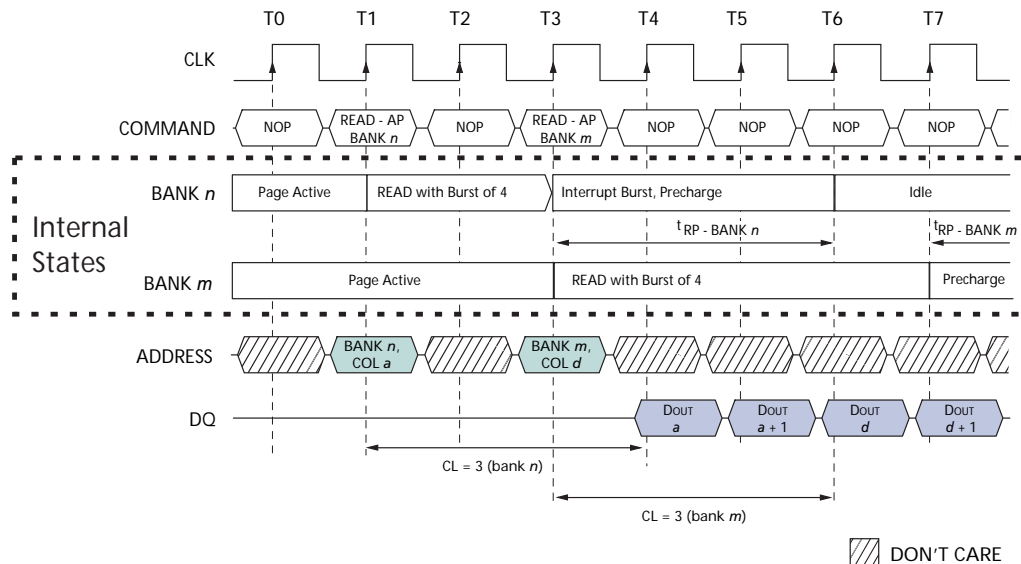 T0 T1 T2 T3 T4 T5 T6 T7
CLK
COMMAND NOP READ - AP BANK n NOP READ - AP BANK m NOP NOP NOP NOP
Internal States
BANK n Page Active READ with Burst of 4 Interrupt Burst, Precharge Idle
tRP - BANK n tRP - BANK m
BANK m Page Active READ with Burst of 4 Precharge
ADDRESS BANK n, COL a BANK m, COL d
DQ DOUT a DOUT a + 1 DOUT d DOUT d + 1
CL = 3 (bank n)
CL = 3 (bank m)
DON'T CARE